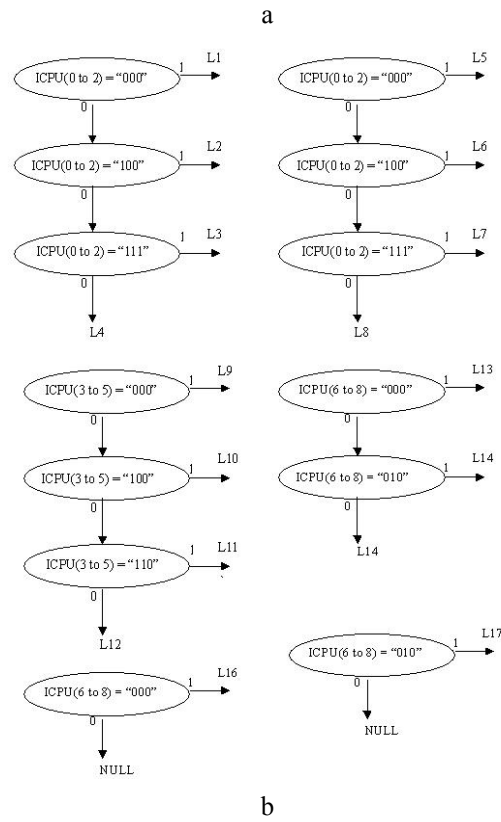 a
ICPU(0 to 2) = “000”
1
L1
0
ICPU(0 to 2) = “100”
1
L2
0
ICPU(0 to 2) = “111”
1
L3
0
L4
ICPU(0 to 2) = “000”
1
L5
0
ICPU(0 to 2) = “100”
1
L6
0
ICPU(0 to 2) = “111”
1
L7
0
L8
ICPU(3 to 5) = “000”
1
L9
0
ICPU(3 to 5) = “100”
1
L10
0
ICPU(3 to 5) = “110”
1
L11
0
L12
ICPU(6 to 8) = “000”
1
L13
0
ICPU(6 to 8) = “010”
1
L14
0
L14
ICPU(6 to 8) = “000”
1
L16
0
NULL
ICPU(6 to 8) = “010”
1
L17
0
NULL
b